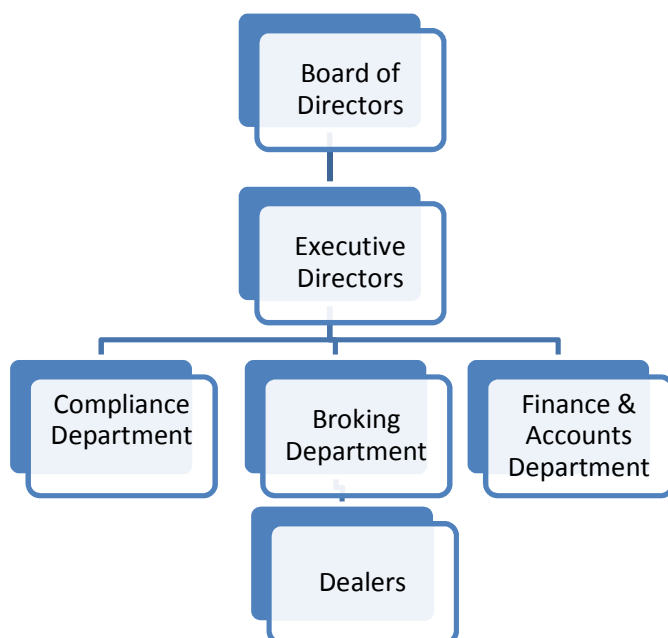 Board of
Directors
Executive
Directors
Compliance
Department
Broking
Department
Finance &
Accounts
Department
Dealers